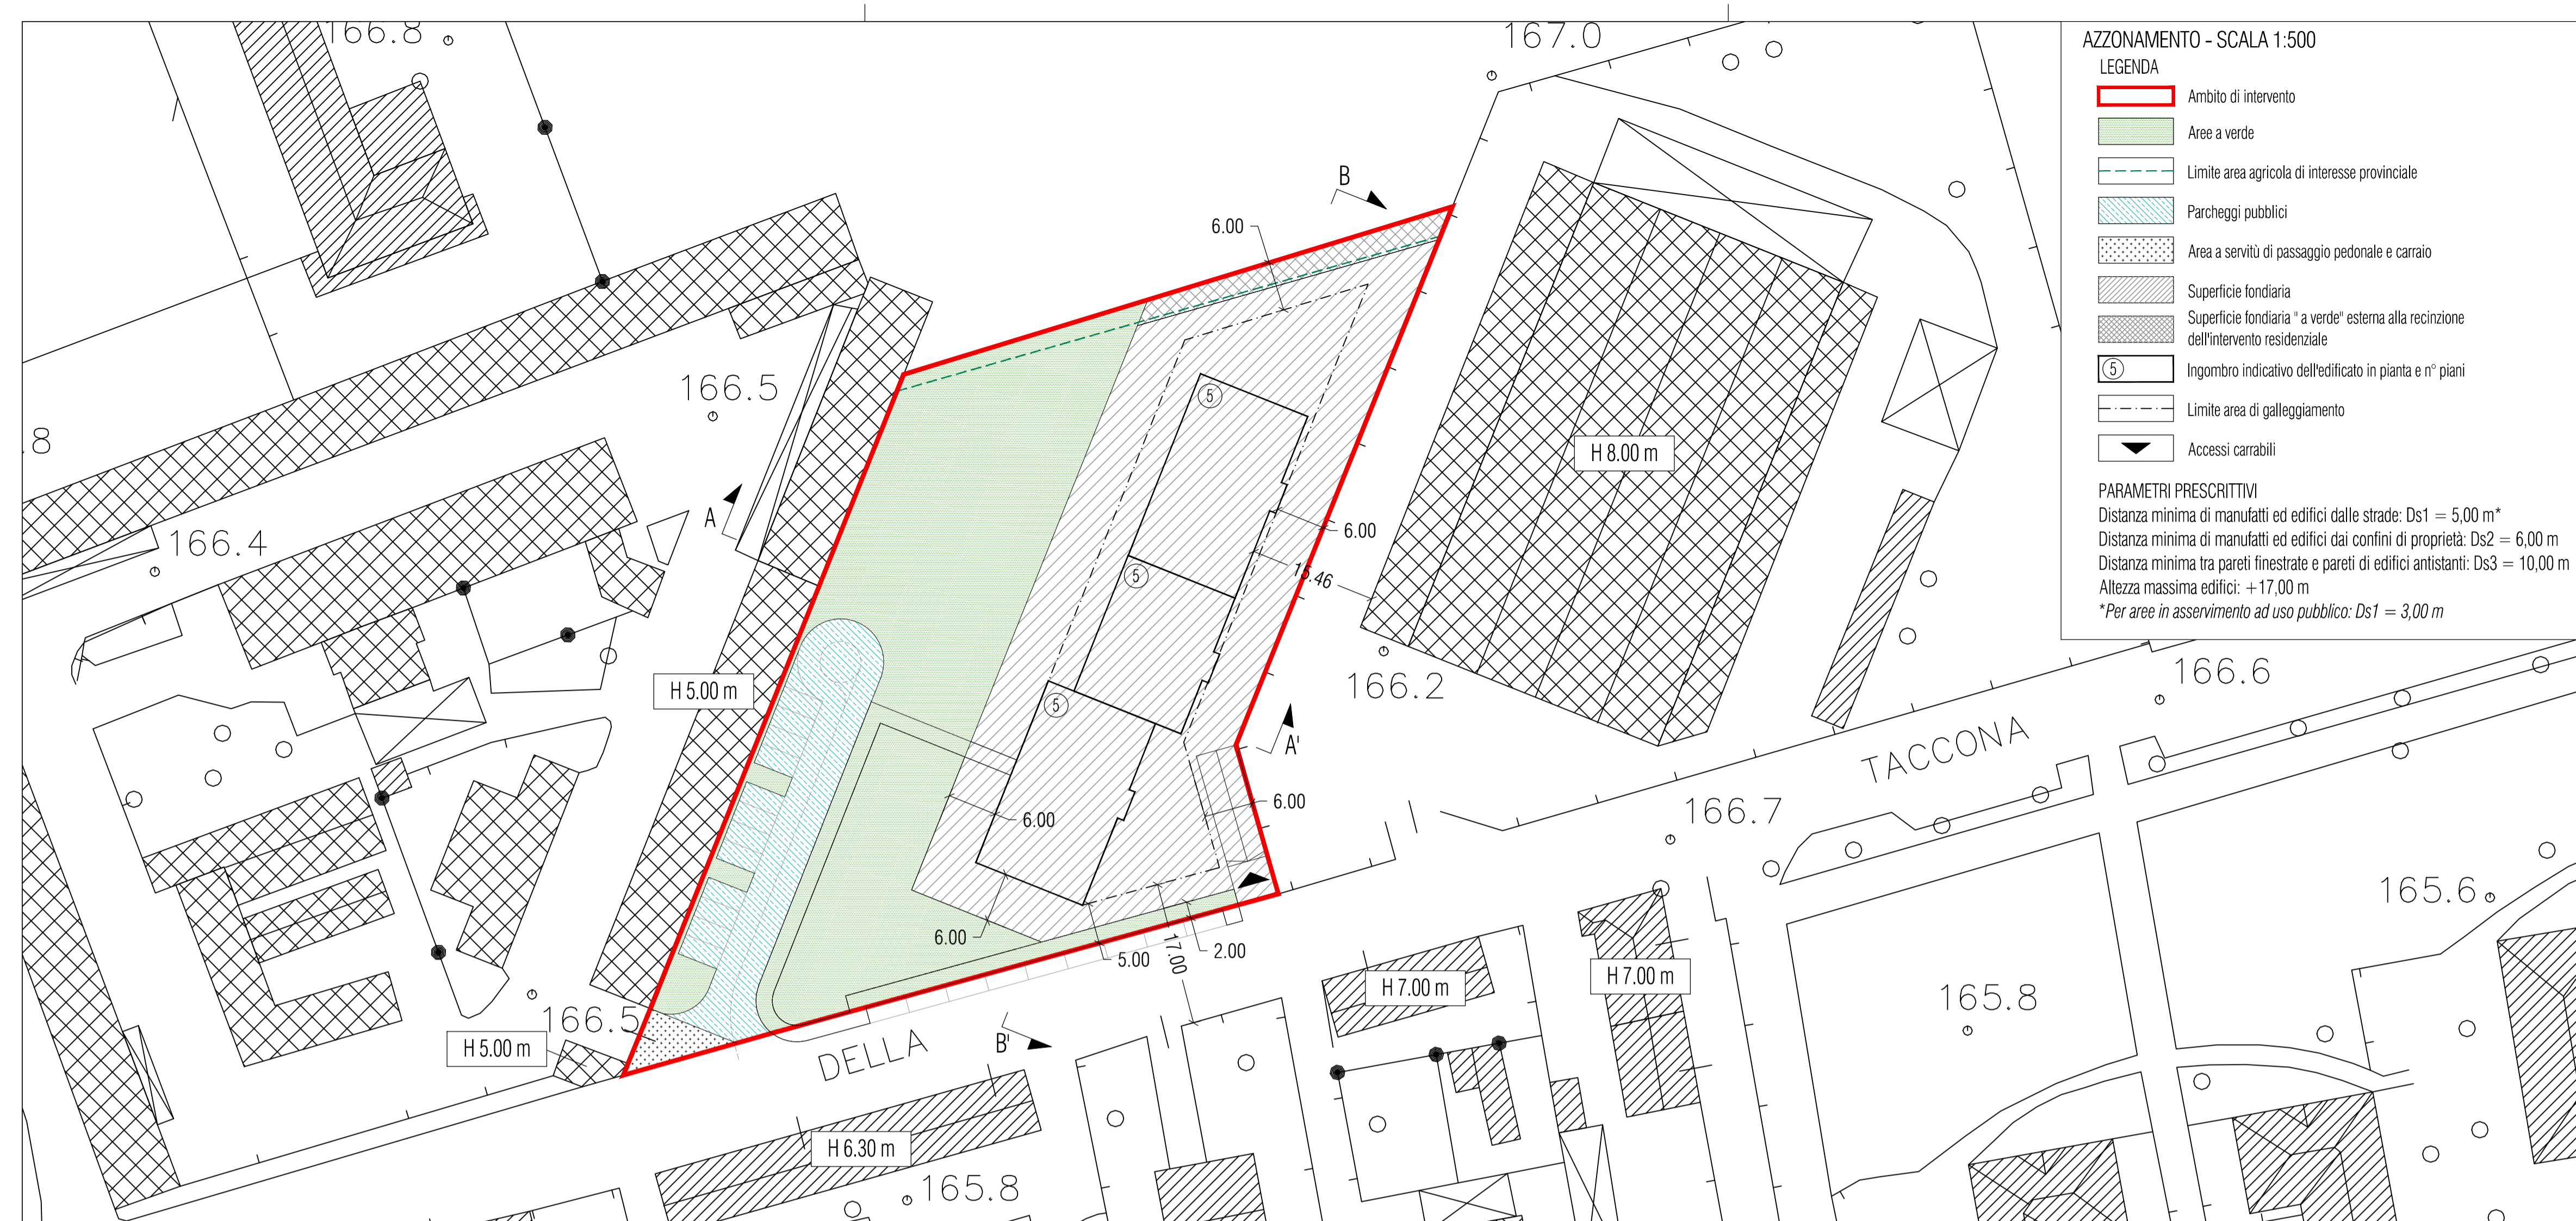 166.8
167.0
AZZONAMENTO - SCALA 1:500
LEGENDA
Ambito di intervento
Aree a verde
Limite area agricola di interesse provinciale
Parcheggi pubblici
Area a servitù di passaggio pedonale e carraio
Superficie fondiaria
Superficie fondiaria " a verde" esterna alla recinzione
dell'intervento residenziale
5
Ingombro indicativo dell'edificato in pianta e n° piani
Limite area di galleggiamento
Accessi carrabili
PARAMETRI PRESCRITTIVI
Distanza minima di manufatti ed edifici dalle strade: Ds1 = 5,00 m*
Distanza minima di manufatti ed edifici dai confini di proprietà: Ds2 = 6,00 m
Distanza minima tra pareti finestrate e pareti di edifici antistanti: Ds3 = 10,00 m
Altezza massima edifici: +17,00 m
*Per aree in asservimento ad uso pubblico: Ds1 = 3,00 m
B
6.00
166.5
5
.8
H 8.00 m
A
166.4
6.00
15.46
5
166.2
166.6
H 5.00 m
5
A'
TACCONA
6.00
6.00
166.7
165.6
6.00
5.00
17.00
2.00
H 7.00 m
H 7.00 m
165.8
166.5
H 5.00 m
DELLA
B'
H 6.30 m
165.8